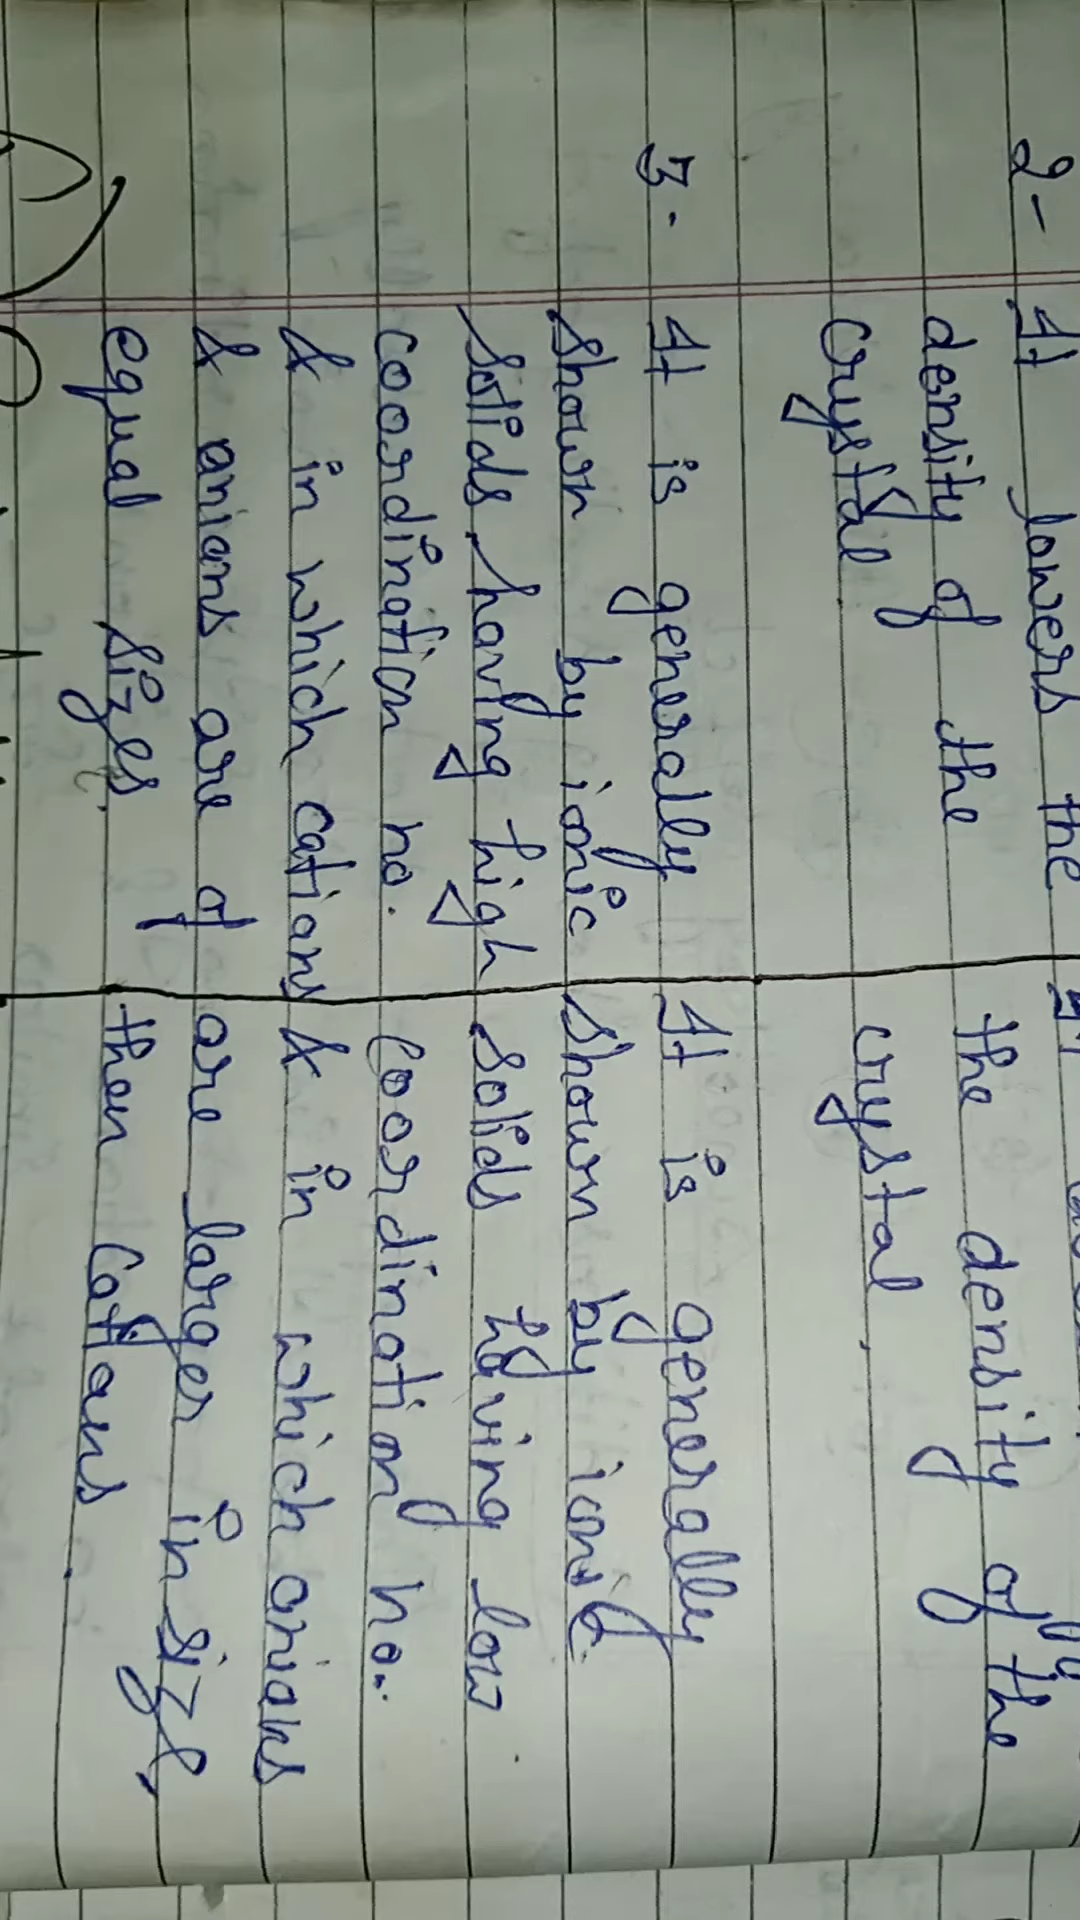 2- It lowers the
density of the
crystal
the density of the
crystal.
3. It is generally
shown by ionic
solids having high
coordination no.
& in which cations
& anions are of
equal sizes.
It is generally
shown by ionic
solids having low
coordination no.
& in which anions
are larger in size
then cations.